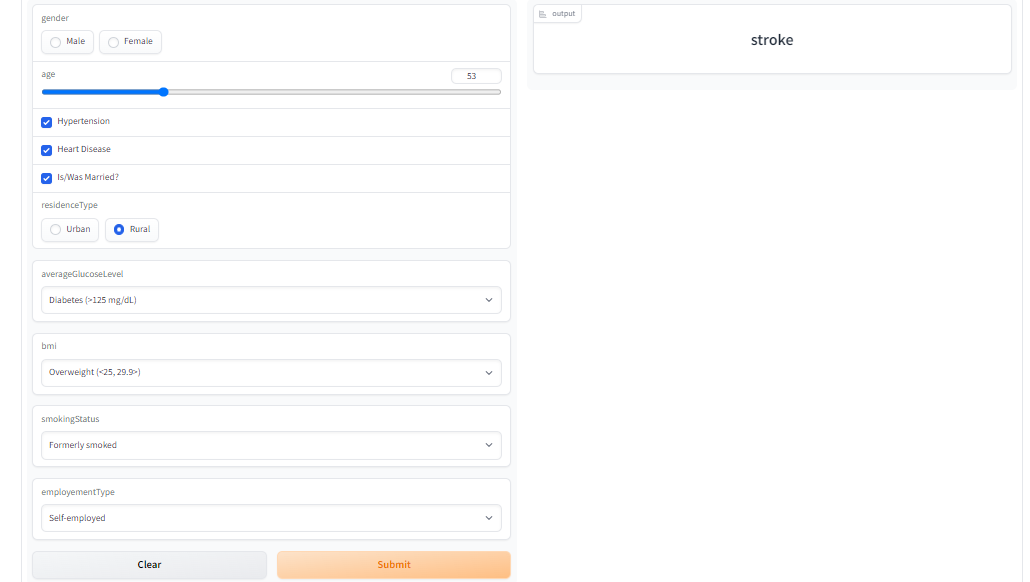 gender
Male Female
age
53
Hypertension
Heart Disease
Is/Was Married?
residenceType
Urban Rural
averageGlucoseLevel
Diabetes (>125 mg/dL)
bmi
Overweight (<25, 29.9>)
smokingStatus
Formerly smoked
employementType
Self-employed
Clear Submit
output
stroke